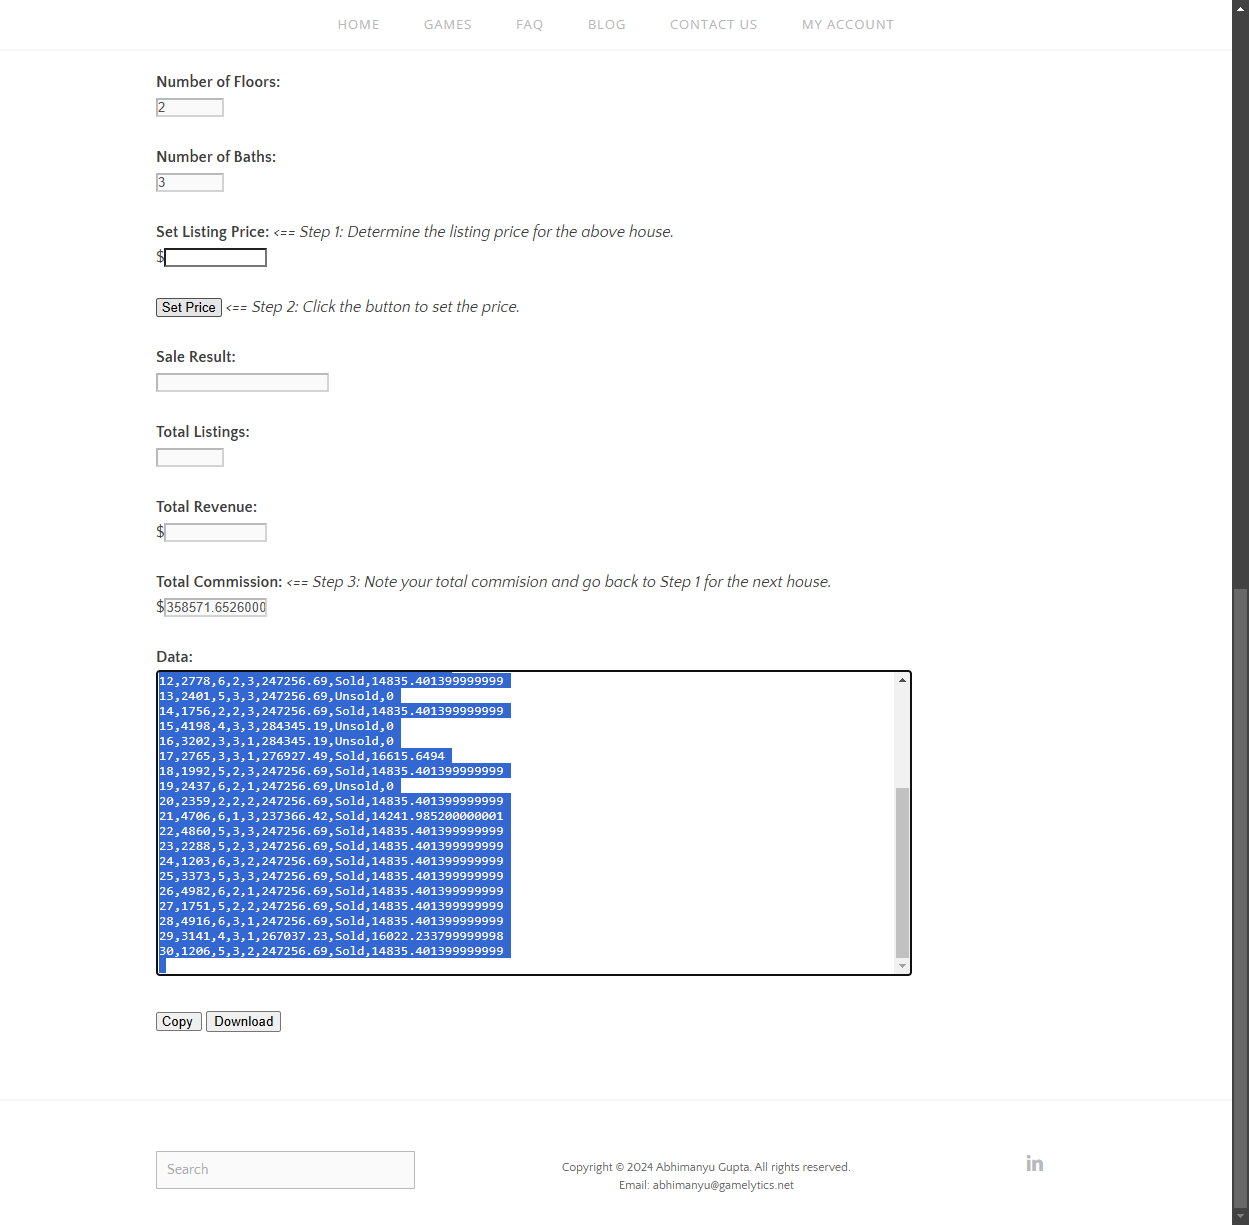 HOME GAMES FAQ BLOG CONTACT US MY ACCOUNT
Number of Floors:
2
Number of Baths:
3
Set Listing Price: <== Step 1: Determine the listing price for the above house.
$
Set Price <== Step 2: Click the button to set the price.
Sale Result:
Total Listings:
Total Revenue:
$
Total Commission: <== Step 3: Note your total commision and go back to Step 1 for the next house.
$358571.6526000
Data:
12,2778,6,2,3,247256.69,Sold,14835.401399999999
13,2401,5,3,3,247256.69,Unsold,0
14,1756,2,2,3,247256.69,Sold,14835.401399999999
15,4198,4,3,3,284345.19,Unsold,0
16,3202,3,3,1,284345.19,Unsold,0
17,2765,3,3,1,276927.49,Sold,16615.6494
18,1992,5,2,3,247256.69,Sold,14835.401399999999
19,2437,6,2,1,247256.69,Unsold,0
20,2359,2,2,2,247256.69,Sold,14835.401399999999
21,4706,6,1,3,237366.42,Sold,14241.985200000001
22,4860,5,3,3,247256.69,Sold,14835.401399999999
23,2288,5,2,3,247256.69,Sold,14835.401399999999
24,1203,6,3,2,247256.69,Sold,14835.401399999999
25,3373,5,3,3,247256.69,Sold,14835.401399999999
26,4982,6,2,1,247256.69,Sold,14835.401399999999
27,1751,5,2,2,247256.69,Sold,14835.401399999999
28,4916,6,3,1,247256.69,Sold,14835.401399999999
29,3141,4,3,1,267037.23,Sold,16022.233799999998
30,1206,5,3,2,247256.69,Sold,14835.401399999999
Copy Download
Search
Copyright © 2024 Abhimanyu Gupta. All rights reserved.
Email: abhimanyu@gamelytics.net
in